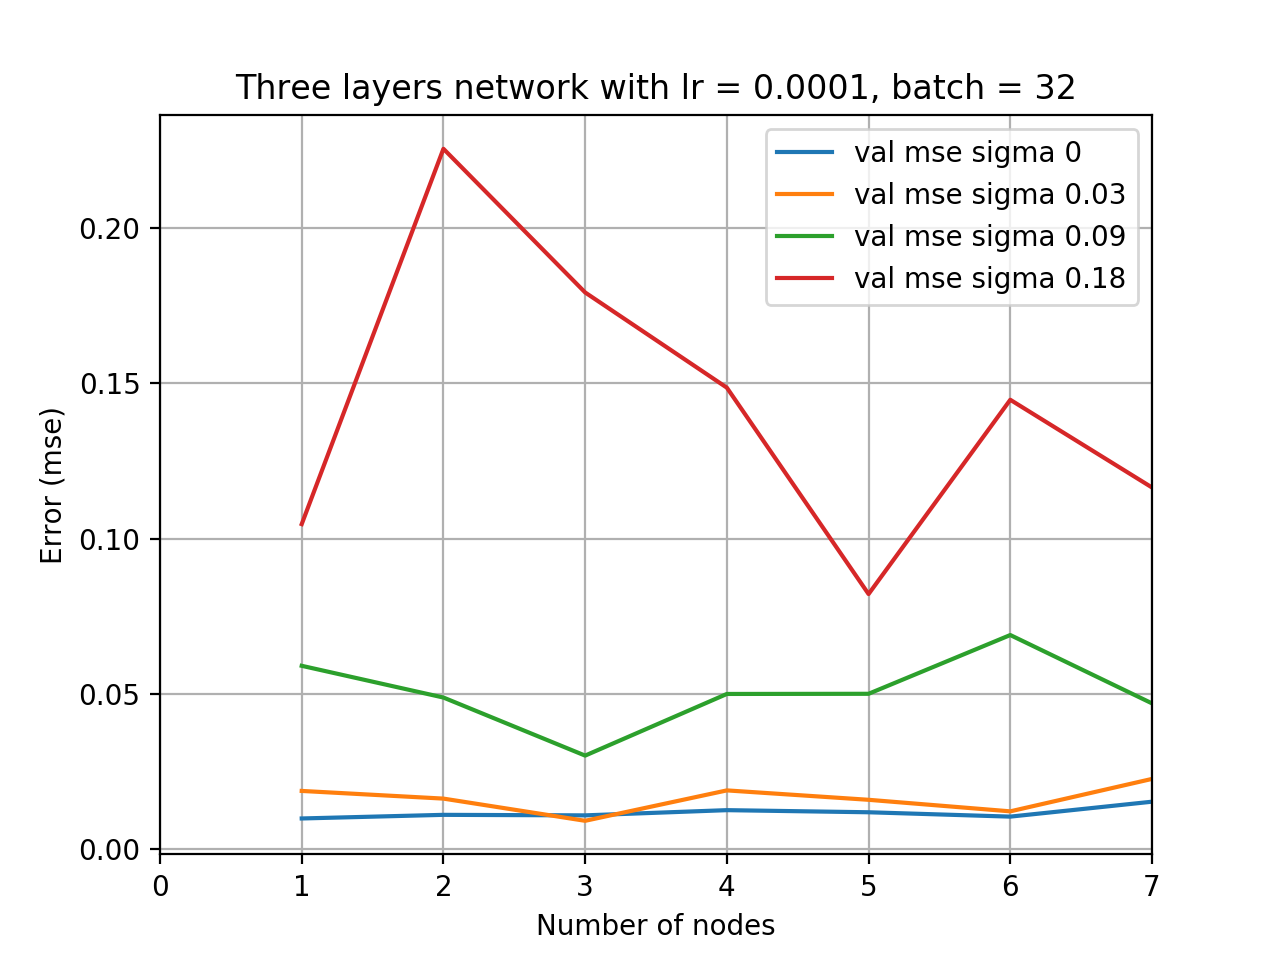 Three layers network with lr = 0.0001, batch = 32
val mse sigma 0
val mse sigma 0.03
val mse sigma 0.09
val mse sigma 0.18
Error (mse)
0.20
0.15
0.10
0.05
0.00
0 1 2 3 4 5 6 7
Number of nodes